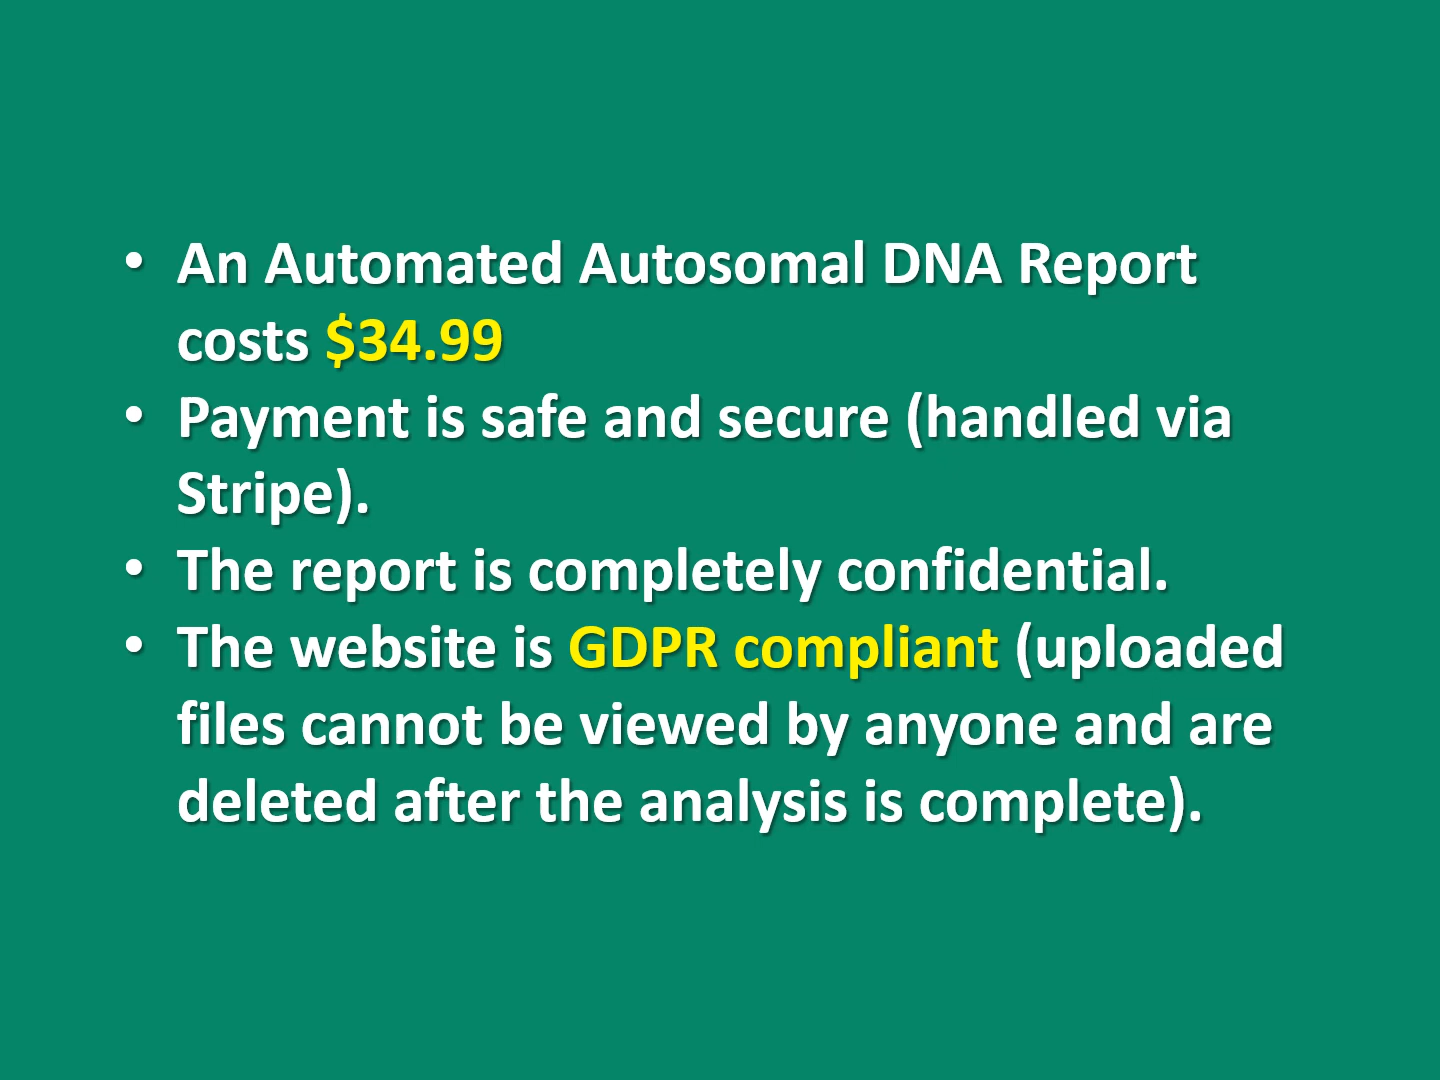 • An Automated Autosomal DNA Report
costs $34.99
• Payment is safe and secure (handled via
Stripe).
• The report is completely confidential.
• The website is GDPR compliant (uploaded
files cannot be viewed by anyone and are
deleted after the analysis is complete).